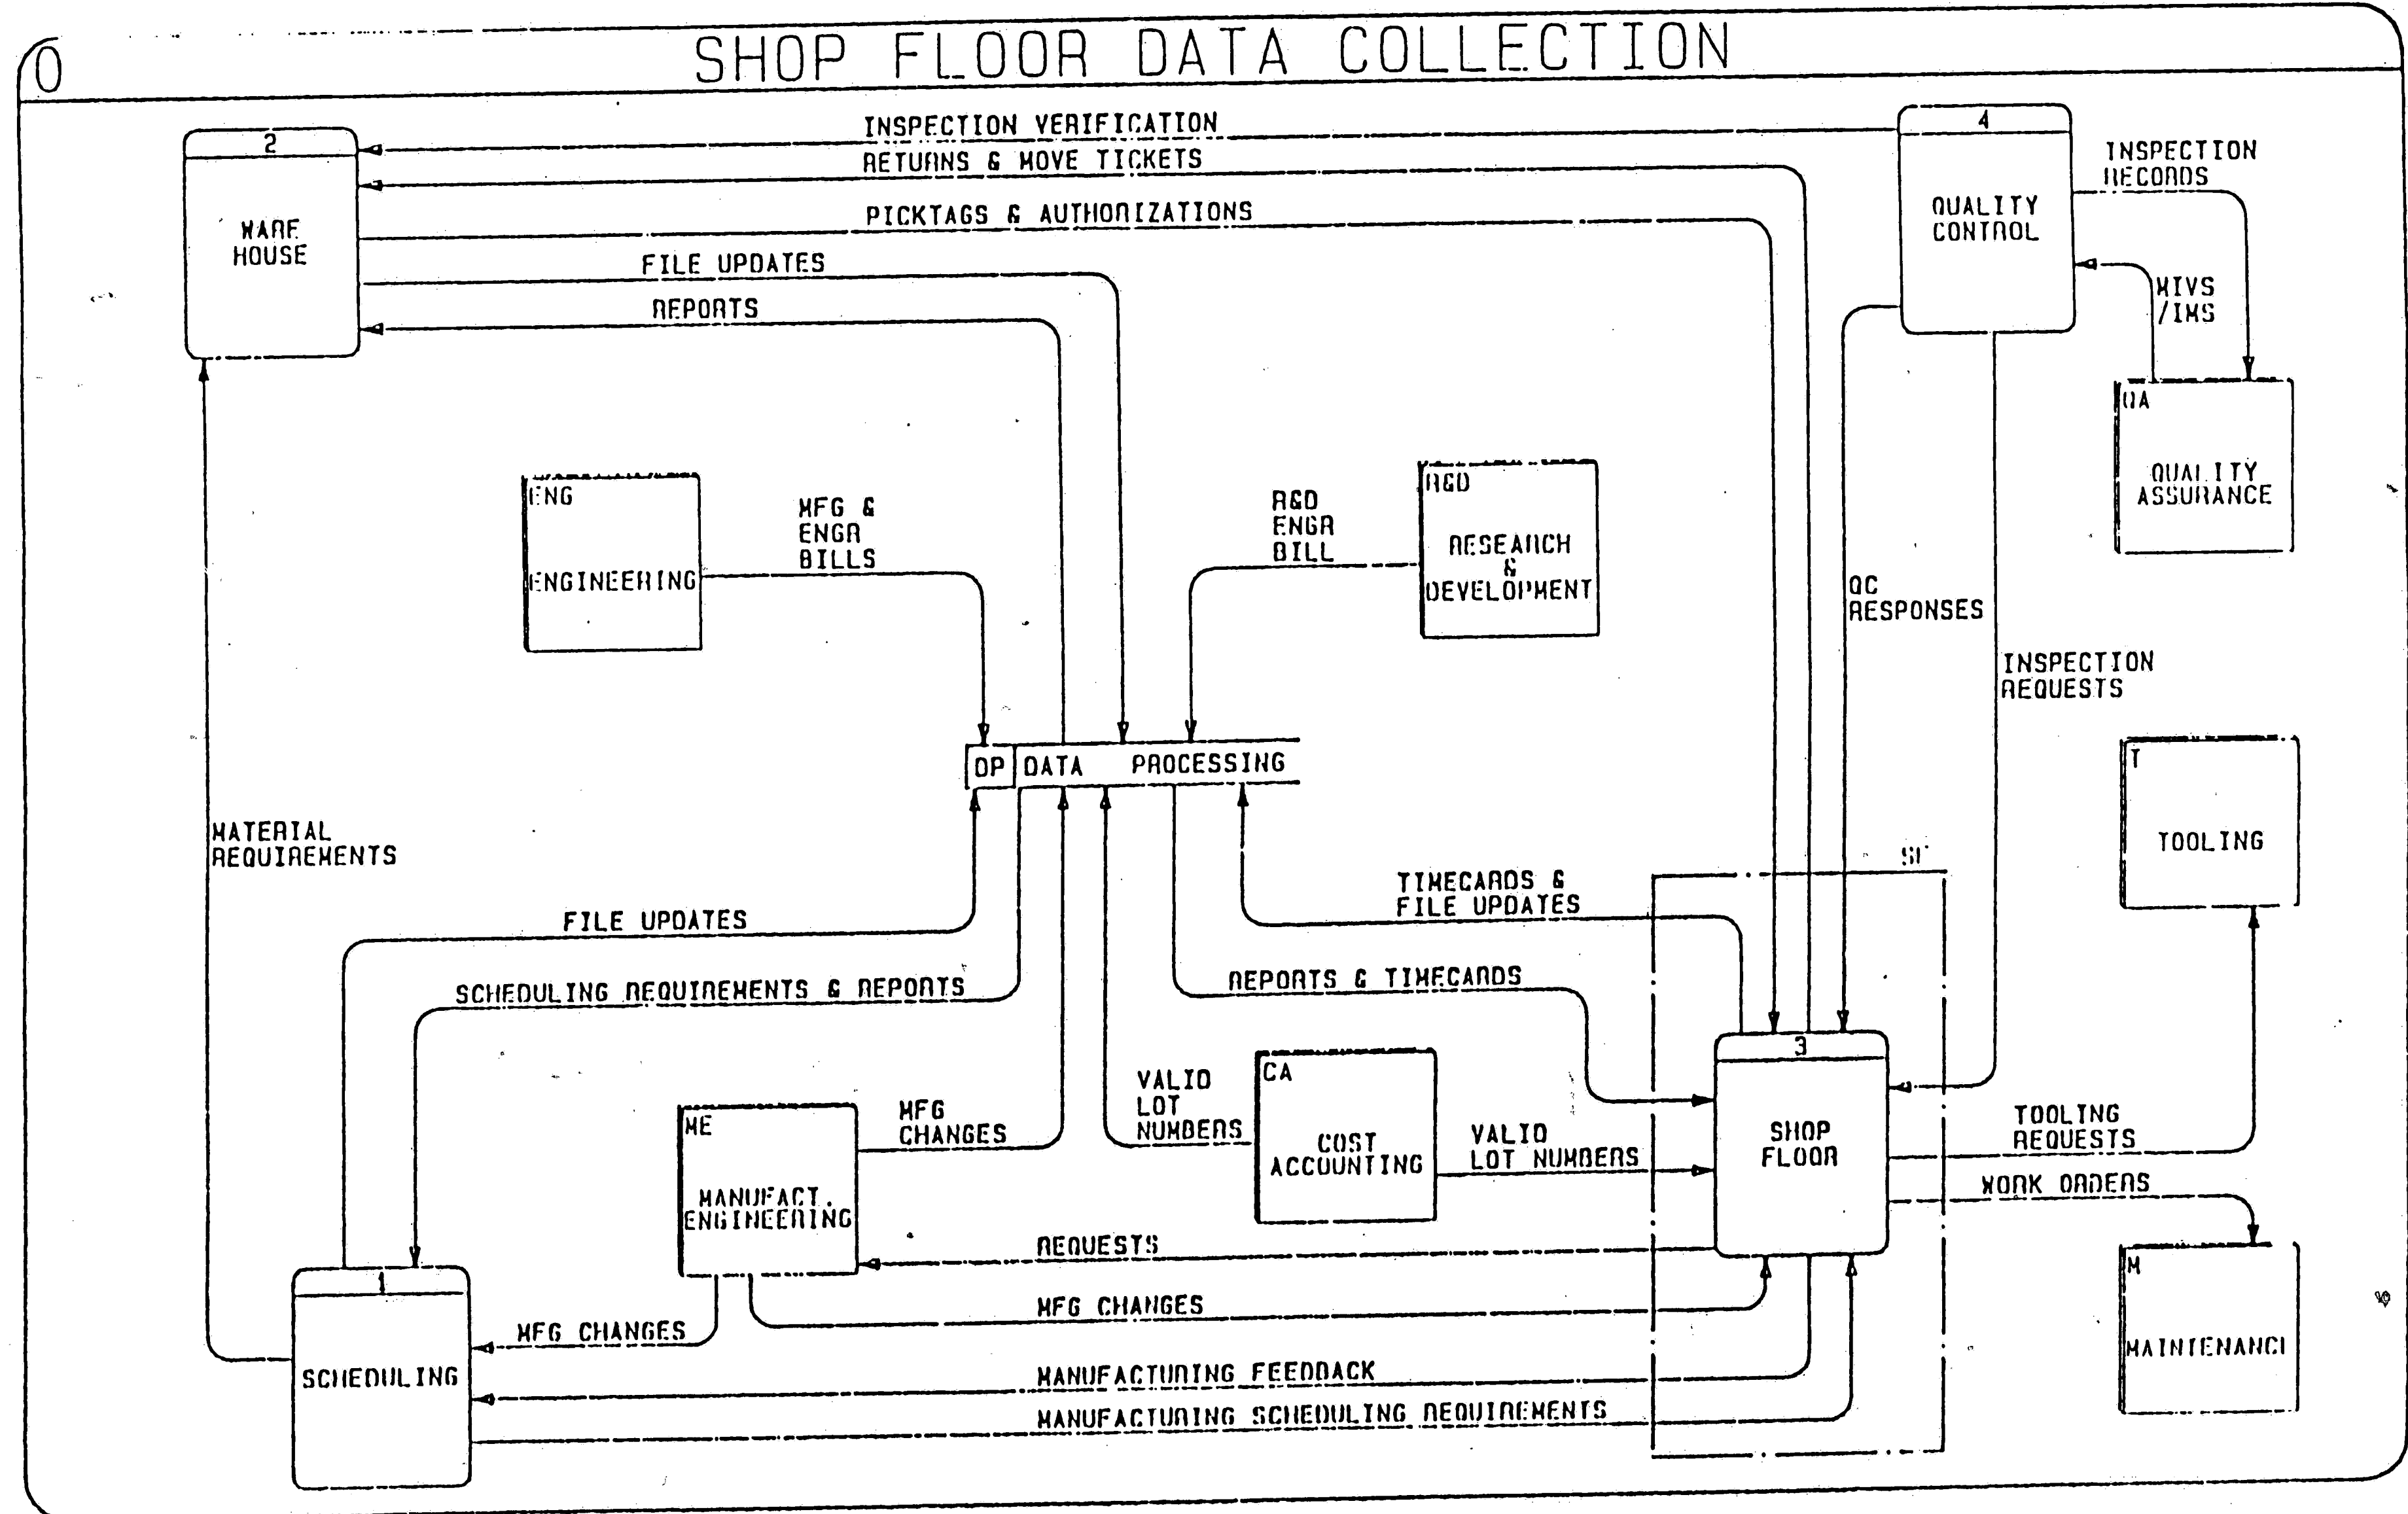 0
SHOP FLOOR DATA COLLECTION
2
WARE
HOUSE
INSPECTION VERIFICATION
RETURNS & MOVE TICKETS
PICKTAGS & AUTHORIZATIONS
FILE UPDATES
REPORTS
4
QUALITY
CONTROL
INSPECTION
RECORDS
/IMS
QA
QUALITY
ASSURANCE
ENG
ENGINEERING
MFG &
ENGR
BILLS
R&D
ENGR
BILL
R&D
RESEARCH
&
DEVELOPMENT
QC
RESPONSES
INSPECTION
REQUESTS
DP
DATA PROCESSING
T
TOOLING
MATERIAL
REQUIREMENTS
SF
TIMECARDS &
FILE UPDATES
FILE UPDATES
SCHEDULING REQUIREMENTS & REPORTS
REPORTS & TIMECARDS
3
SHOP
FLOOR
CA
COST
ACCOUNTING
VALID
LOT
NUMBERS
VALID
LOT NUMBERS
ME
MANUFACT.
ENGINEERING
MFG
CHANGES
TOOLING
REQUESTS
WORK ORDERS
REQUESTS
MFG CHANGES
MFG CHANGES
M
MAINTENANCE
1
SCHEDULING
MANUFACTURING FEEDBACK
MANUFACTURING SCHEDULING REQUIREMENTS